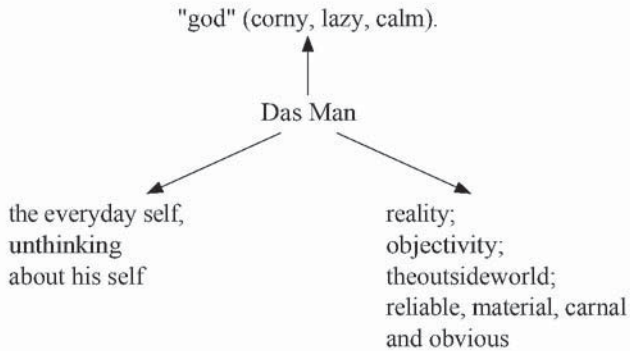 "god" (corny, lazy, calm).
Das Man
the everyday self,
unthinking
about his self
reality;
objectivity;
theoutsideworld;
reliable, material, carnal
and obvious